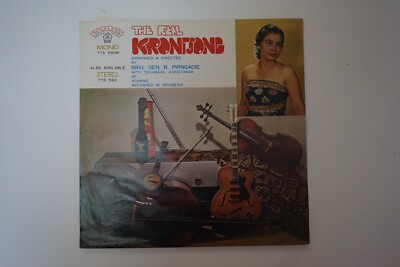 MONO
ALSO AVAILABLE
STEREO
THE REAL
KRONTJONG
ARRANGED & DIRECTED
BY
BRIG. GEN. R. PIRNGADIE
WITH TECHNICAL ASSISTANCE
OF
RECORDED IN INDONESIA